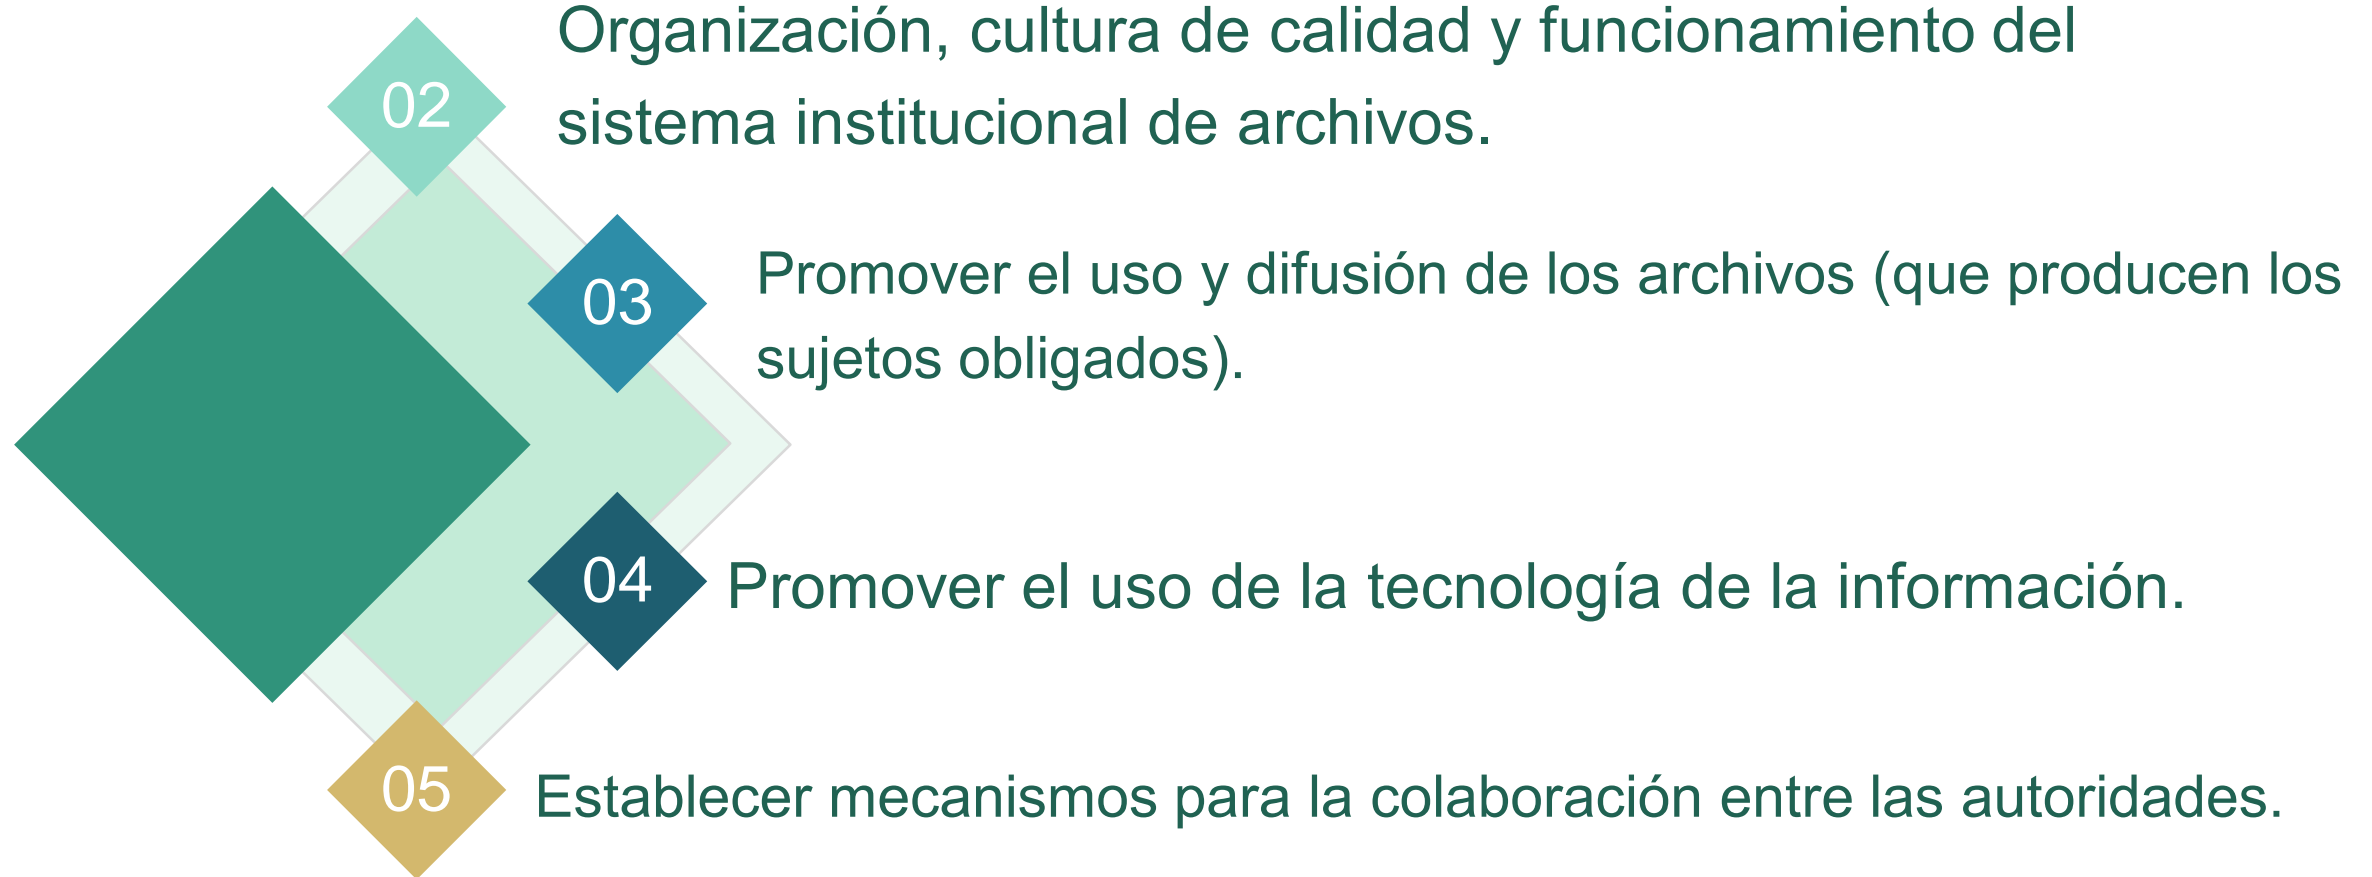 02
Organización, cultura de calidad y funcionamiento del
sistema institucional de archivos.
03
Promover el uso y difusión de los archivos (que producen los
sujetos obligados).
04
Promover el uso de la tecnología de la información.
05
Establecer mecanismos para la colaboración entre las autoridades.